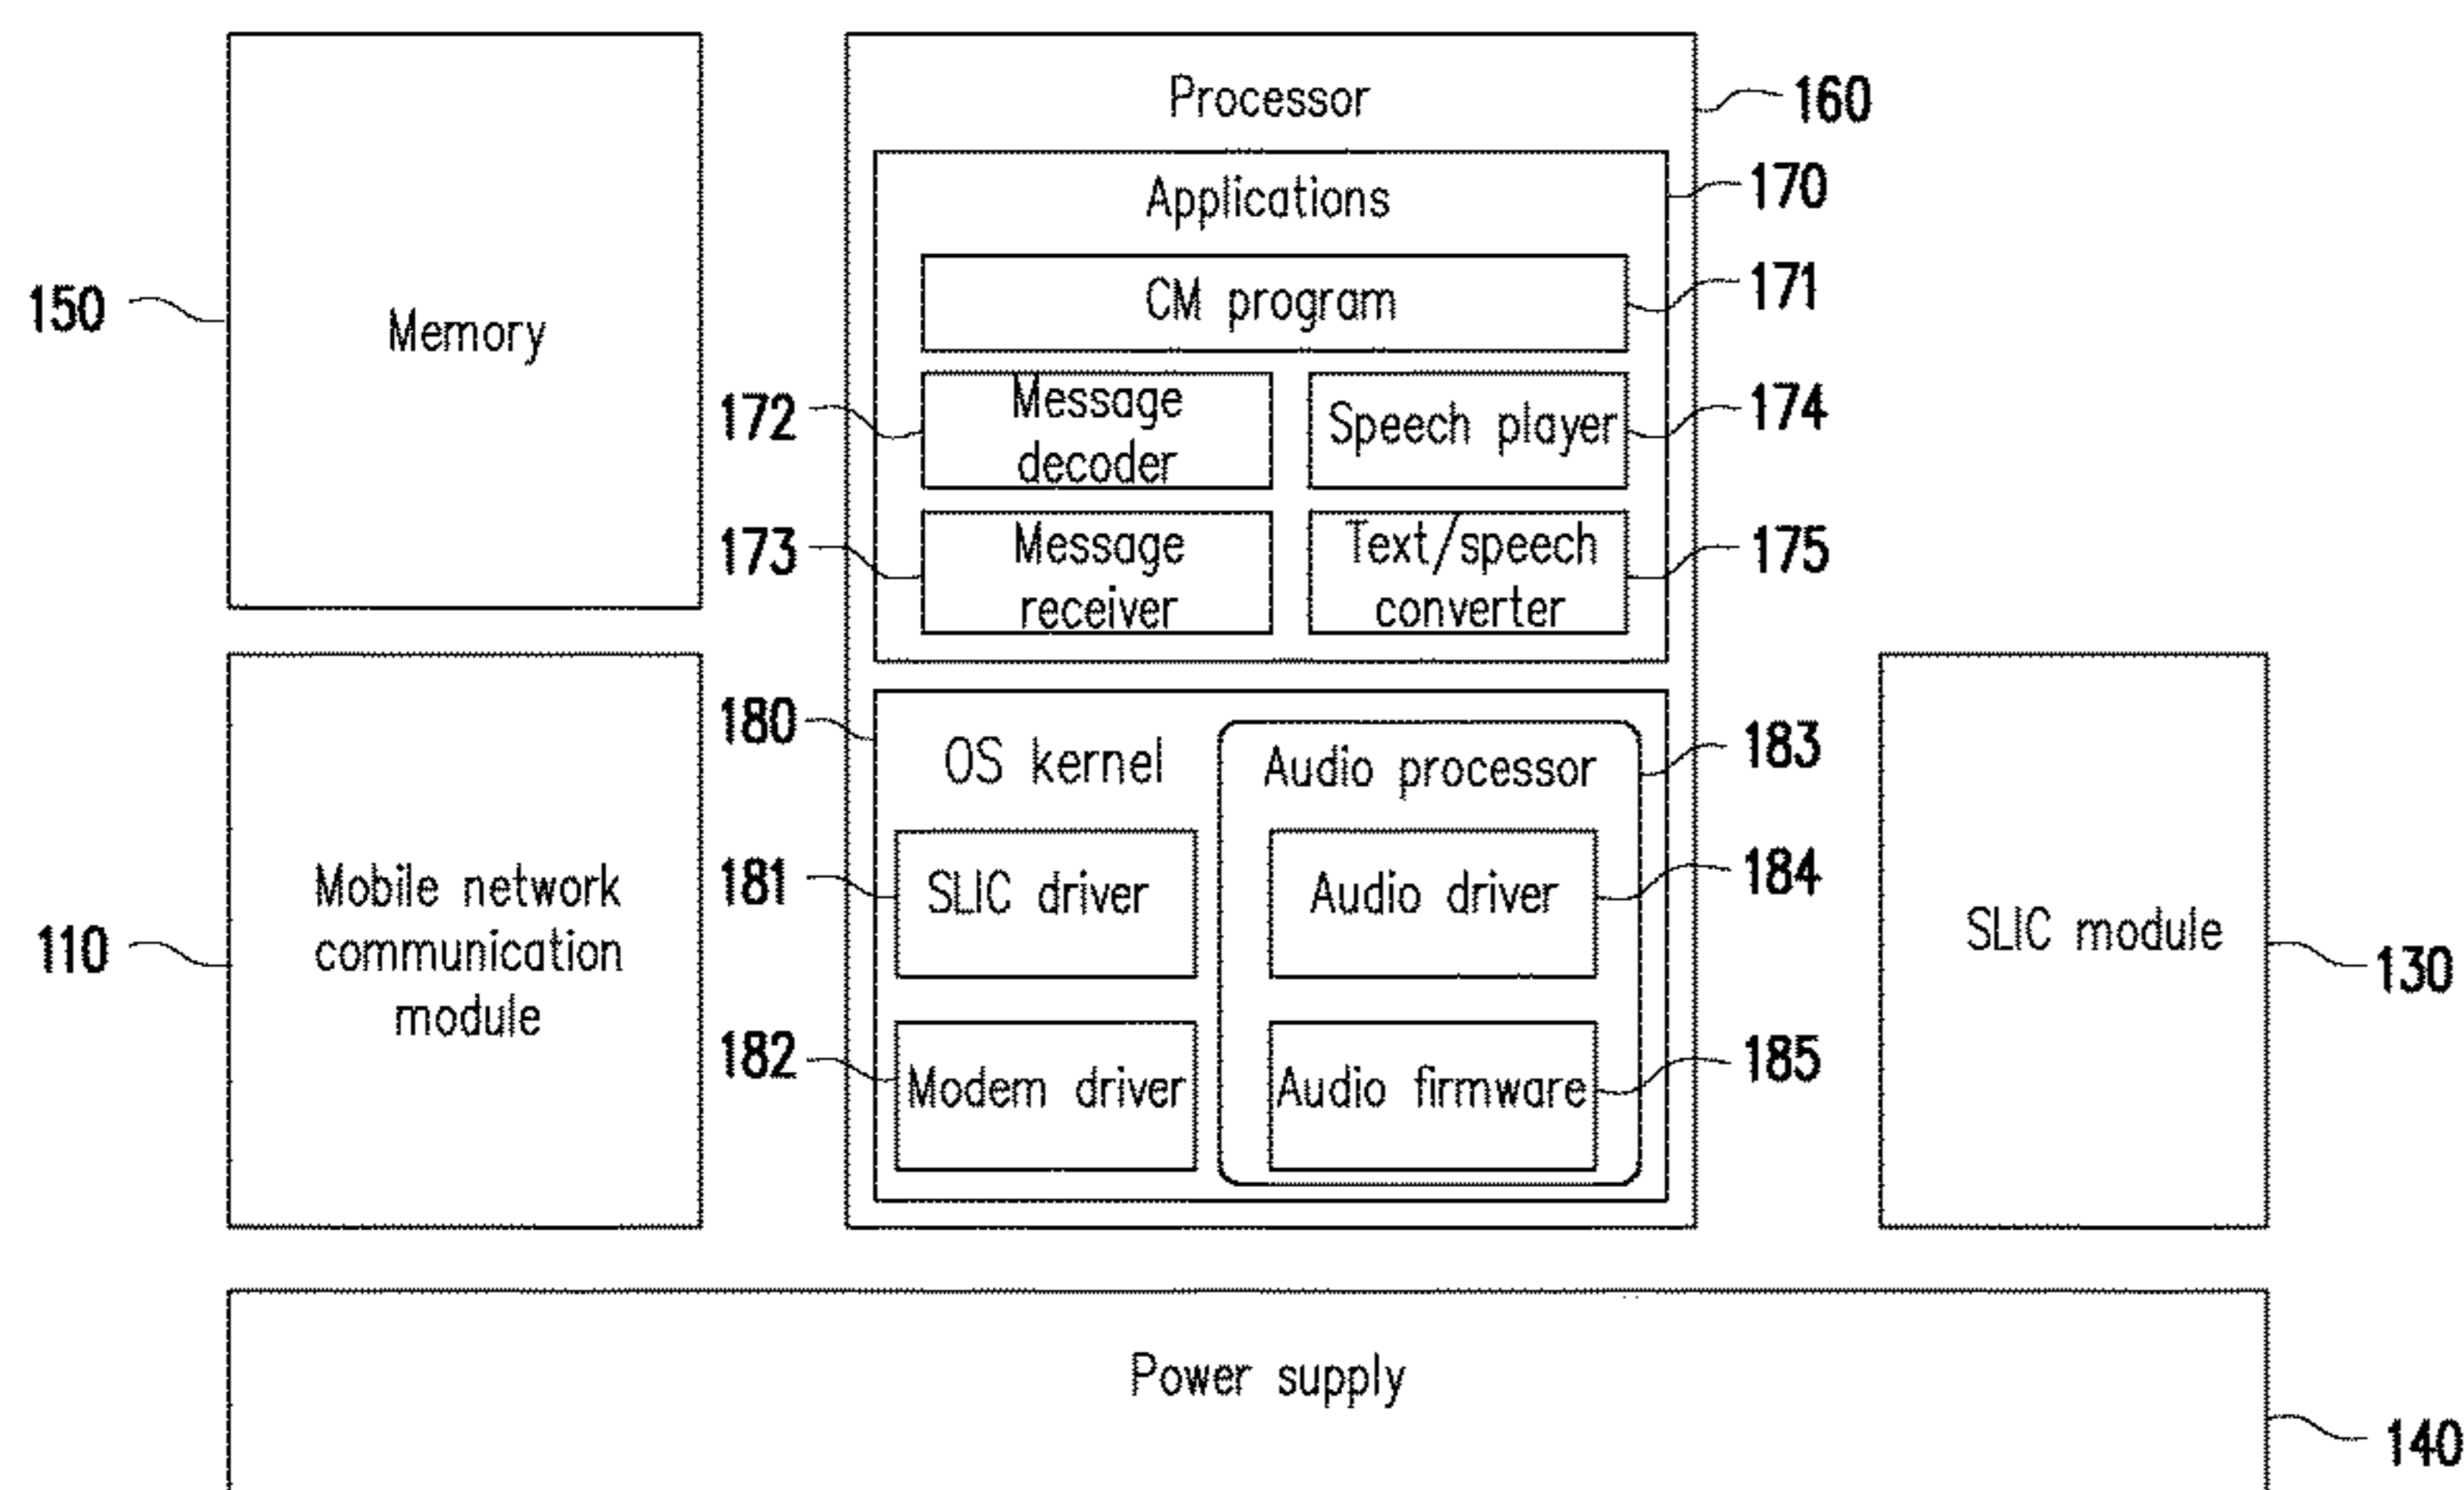 Processor
160
Applications
170
CM program
171
150
Memory
172
Message
decoder
Speech player
174
173
Message
receiver
Text/speech
converter
175
180
OS kernel
Audio processor
183
Mobile network
communication
module
110
181
SLIC driver
Audio driver
184
SLIC module
130
182
Modem driver
Audio firmware
185
Power supply
140